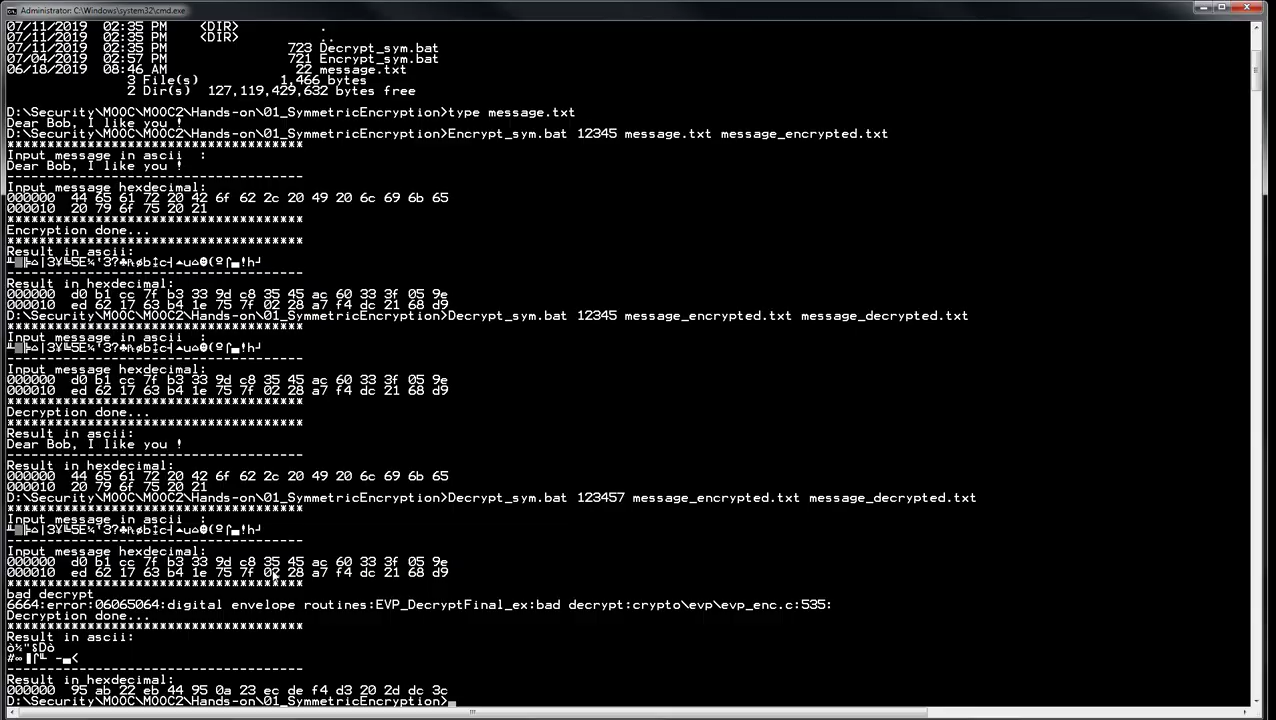 Administrator: C:\Windows\system32\cmd.exe
07/11/2019  02:35 PM    <DIR>          .
07/11/2019  02:35 PM    <DIR>          ..
07/11/2019  02:35 PM               723 Decrypt_sym.bat
07/04/2019  02:57 PM               721 Encrypt_sym.bat
06/18/2019  08:46 AM                22 message.txt
3 File(s)          1,466 bytes
2 Dir(s)  127,119,429,632 bytes free
D:\Security\MOOC\MOOC2\Hands-on\01_SymmetricEncryption>type message.txt
Dear Bob, I like you !
D:\Security\MOOC\MOOC2\Hands-on\01_SymmetricEncryption>Encrypt_sym.bat 12345 message.txt message_encrypted.txt
*************************************
Input message in ascii  :
Dear Bob, I like you !
-------------------------------------
Input message hexdecimal:
000000  44 65 61 72 20 42 6f 62 2c 20 49 20 6c 69 6b 65
000010  20 79 6f 75 20 21
*************************************
Encryption done...
*************************************
Result in ascii:
-------------------------------------
Result in hexdecimal:
000000  d0 b1 cc 7f b3 33 9d c8 35 45 ac 60 33 3f 05 9e
000010  ed 62 17 63 b4 1e 75 7f 02 28 a7 f4 dc 21 68 d9
D:\Security\MOOC\MOOC2\Hands-on\01_SymmetricEncryption>Decrypt_sym.bat 12345 message_encrypted.txt message_decrypted.txt
*************************************
Input message in ascii  :
-------------------------------------
Input message hexdecimal:
000000  d0 b1 cc 7f b3 33 9d c8 35 45 ac 60 33 3f 05 9e
000010  ed 62 17 63 b4 1e 75 7f 02 28 a7 f4 dc 21 68 d9
*************************************
Decryption done...
*************************************
Result in ascii:
Dear Bob, I like you !
-------------------------------------
Result in hexdecimal:
000000  44 65 61 72 20 42 6f 62 2c 20 49 20 6c 69 6b 65
000010  20 79 6f 75 20 21
D:\Security\MOOC\MOOC2\Hands-on\01_SymmetricEncryption>Decrypt_sym.bat 123457 message_encrypted.txt message_decrypted.txt
*************************************
Input message in ascii  :
-------------------------------------
Input message hexdecimal:
000000  d0 b1 cc 7f b3 33 9d c8 35 45 ac 60 33 3f 05 9e
000010  ed 62 17 63 b4 1e 75 7f 02 28 a7 f4 dc 21 68 d9
*************************************
bad decrypt
6664:error:06065064:digital envelope routines:EVP_DecryptFinal_ex:bad decrypt:crypto\evp\evp_enc.c:535:
Decryption done...
*************************************
Result in ascii:
-------------------------------------
Result in hexdecimal:
000000  95 ab 22 eb 44 95 0a 23 ec de f4 d3 20 2d dc 3c
D:\Security\MOOC\MOOC2\Hands-on\01_SymmetricEncryption>